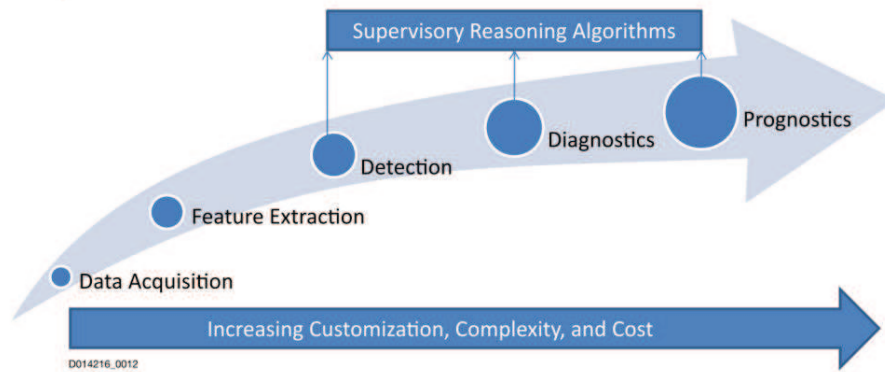 Supervisory Reasoning Algorithms
Prognostics
Diagnostics
Detection
Feature Extraction
Data Acquisition
Increasing Customization, Complexity, and Cost
D014216_0012